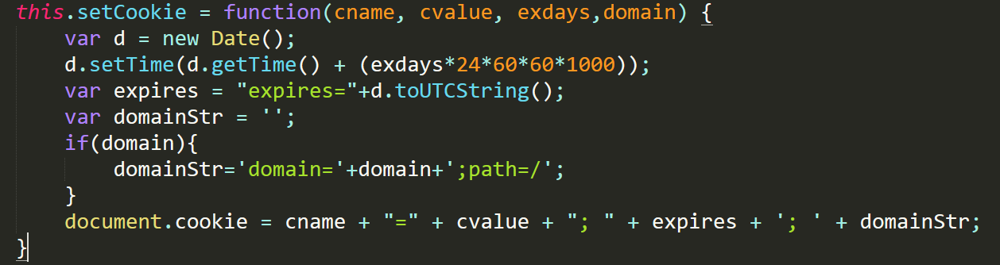 this.setCookie = function(cname, cvalue, exdays,domain) {
    var d = new Date();
    d.setTime(d.getTime() + (exdays*24*60*60*1000));
    var expires = "expires="+d.toUTCString();
    var domainStr = '';
    if(domain){
        domainStr='domain='+domain+';path=/';
    }
    document.cookie = cname + "=" + cvalue + "; " + expires + '; ' + domainStr;
}